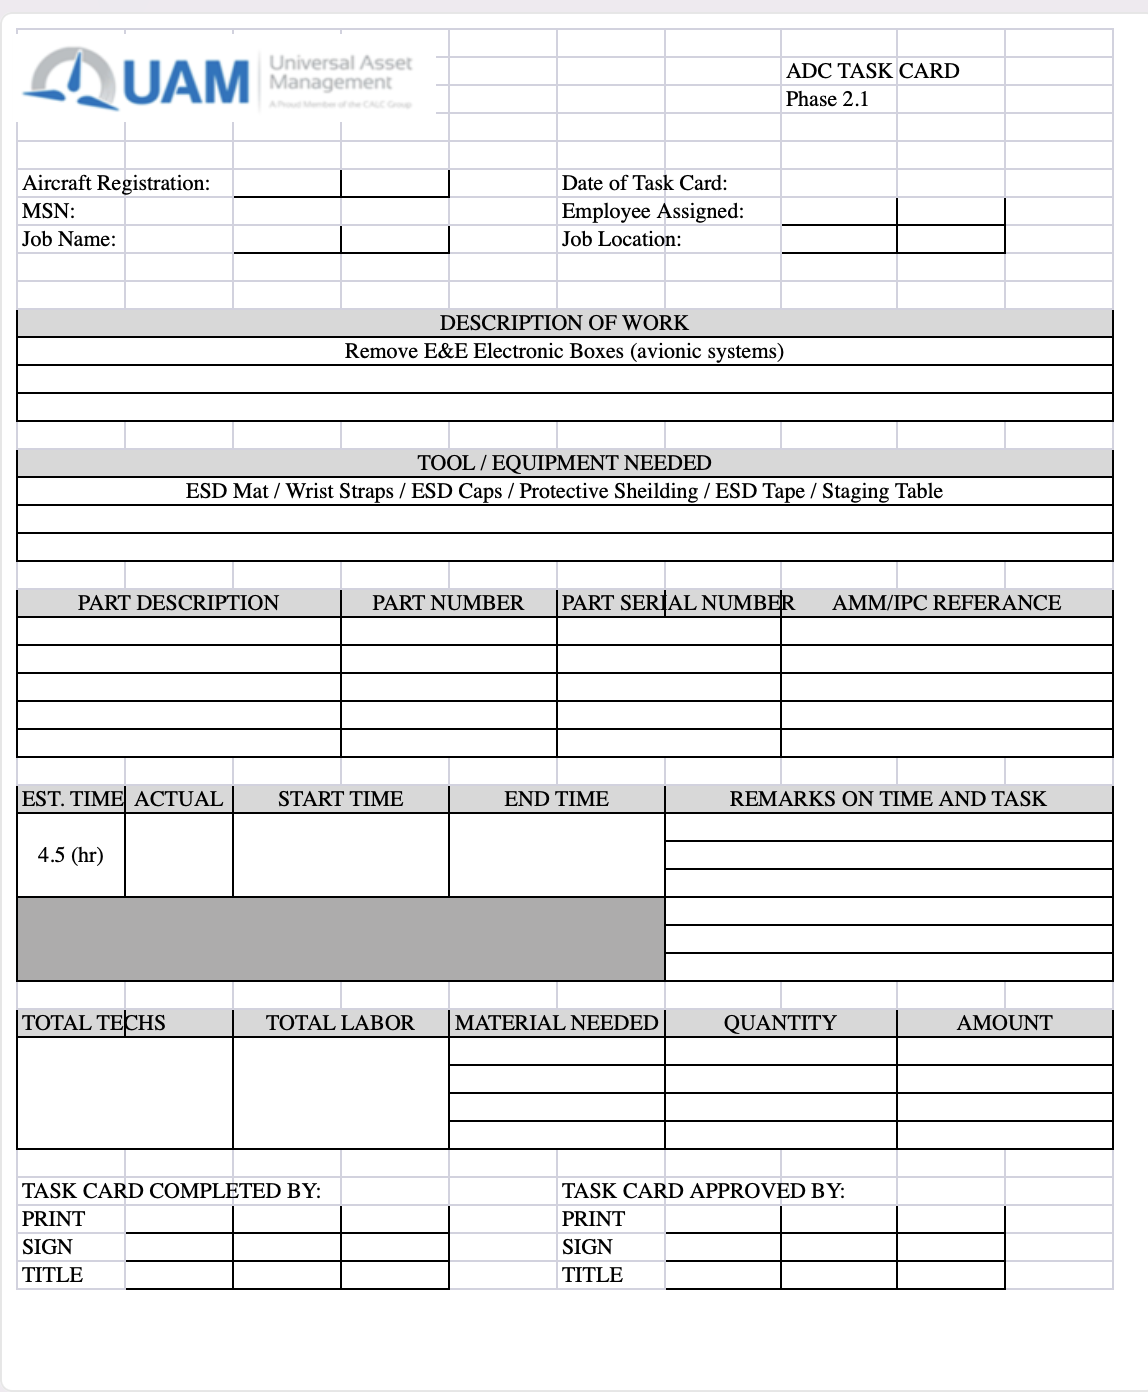 UAM Universal Asset Management
A Proud Member of the CALC Group
ADC TASK CARD
Phase 2.1
Aircraft Registration: Date of Task Card:
MSN: Employee Assigned:
Job Name: Job Location:
DESCRIPTION OF WORK
Remove E&E Electronic Boxes (avionic systems)
TOOL / EQUIPMENT NEEDED
ESD Mat / Wrist Straps / ESD Caps / Protective Sheilding / ESD Tape / Staging Table
PART DESCRIPTION PART NUMBER PART SERIAL NUMBER AMM/IPC REFERANCE
EST. TIME ACTUAL START TIME END TIME REMARKS ON TIME AND TASK
4.5 (hr)
TOTAL TECHS TOTAL LABOR MATERIAL NEEDED QUANTITY AMOUNT
TASK CARD COMPLETED BY: TASK CARD APPROVED BY:
PRINT PRINT
SIGN SIGN
TITLE TITLE